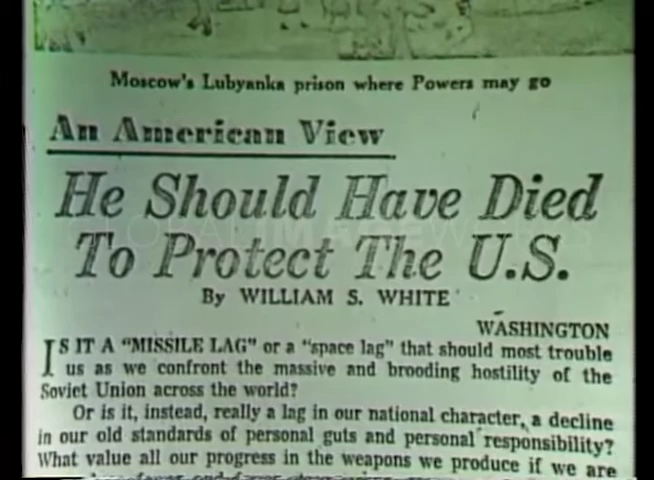 Moscow's Lubyanka prison where Powers may go
An American View
He Should Have Died
To Protect The U.S.
By WILLIAM S. WHITE
WASHINGTON
IS IT A "MISSILE LAG" or a "space lag" that should most trouble
us as we confront the massive and brooding hostility of the
Soviet Union across the world?
Or is it, instead, really a lag in our national character, a decline
in our old standards of personal guts and personal responsibility?
What value all our progress in the weapons we produce if we are